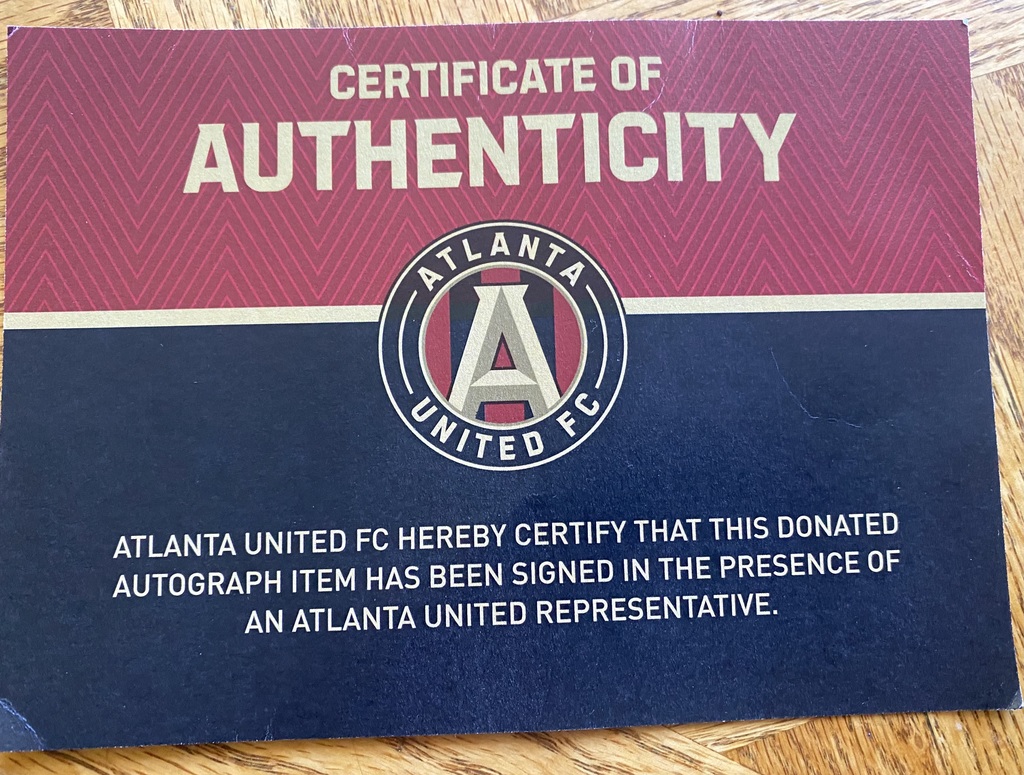 CERTIFICATE OF
AUTHENTICITY
ATLANTA
A
UNITED FC
ATLANTA UNITED FC HEREBY CERTIFY THAT THIS DONATED
AUTOGRAPH ITEM HAS BEEN SIGNED IN THE PRESENCE OF
AN ATLANTA UNITED REPRESENTATIVE.